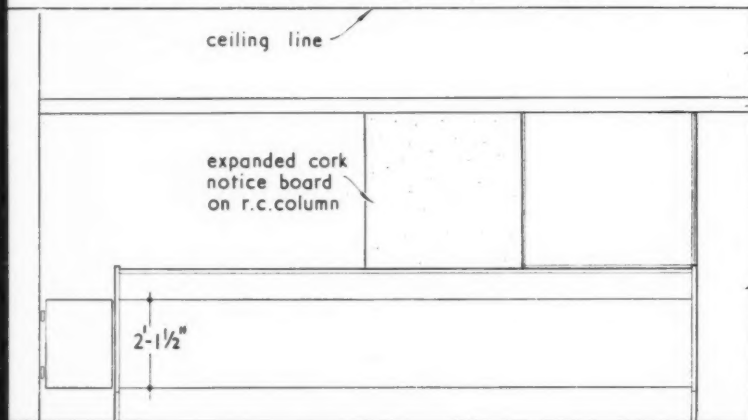 ceiling line
expanded cork
notice board
on r.c.column
2'-1½"